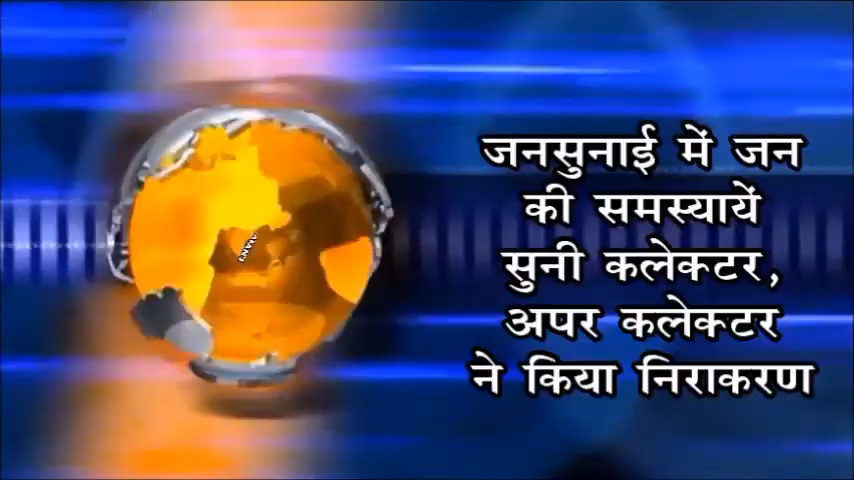 जनसुनाई में जन
की समस्यायें
सुनी कलेक्टर,
अपर कलेक्टर
ने किया निराकरण